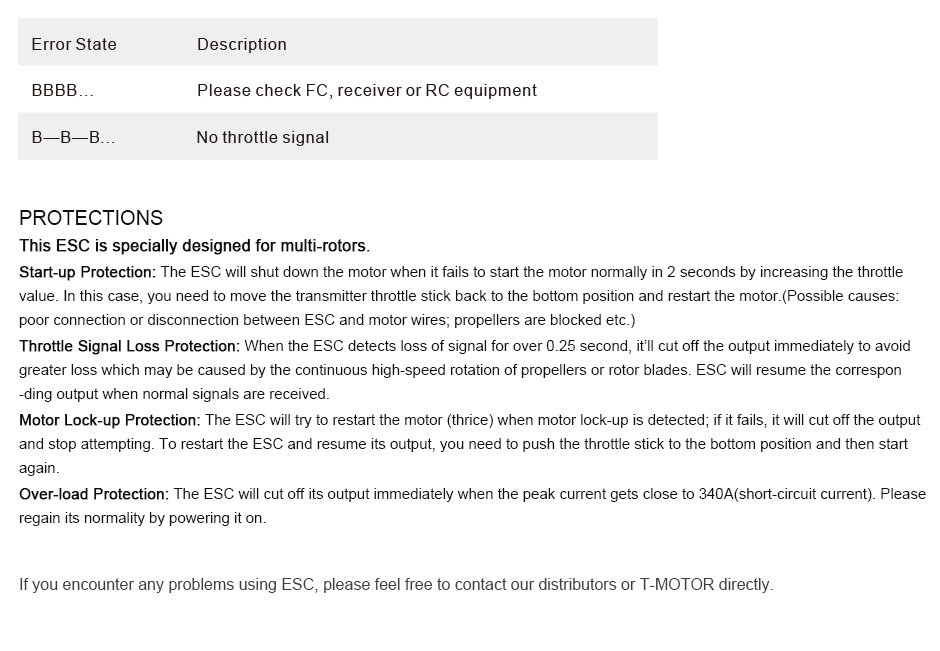 Error State Description
BBBB... Please check FC, receiver or RC equipment
B—B—B... No throttle signal
PROTECTIONS
This ESC is specially designed for multi-rotors.
Start-up Protection: The ESC will shut down the motor when it fails to start the motor normally in 2 seconds by increasing the throttle
value. In this case, you need to move the transmitter throttle stick back to the bottom position and restart the motor.(Possible causes:
poor connection or disconnection between ESC and motor wires; propellers are blocked etc.)
Throttle Signal Loss Protection: When the ESC detects loss of signal for over 0.25 second, it'll cut off the output immediately to avoid
greater loss which may be caused by the continuous high-speed rotation of propellers or rotor blades. ESC will resume the correspon
-ding output when normal signals are received.
Motor Lock-up Protection: The ESC will try to restart the motor (thrice) when motor lock-up is detected; if it fails, it will cut off the output
and stop attempting. To restart the ESC and resume its output, you need to push the throttle stick to the bottom position and then start
again.
Over-load Protection: The ESC will cut off its output immediately when the peak current gets close to 340A(short-circuit current). Please
regain its normality by powering it on.
If you encounter any problems using ESC, please feel free to contact our distributors or T-MOTOR directly.